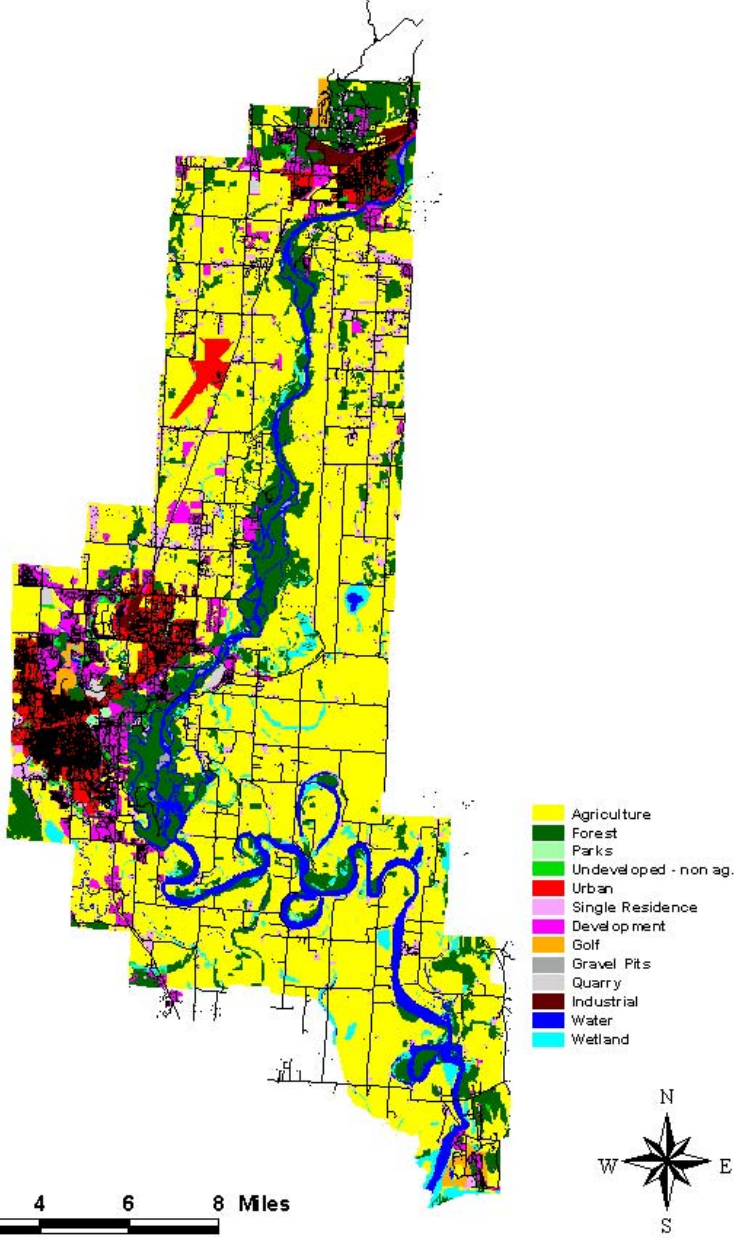 Agriculture
Forest
Parks
Undeveloped - non ag.
Urban
Single Residence
Development
Golf
Gravel Pits
Quarry
Industrial
Water
Wetland
N
W E
S
4 6 8 Miles